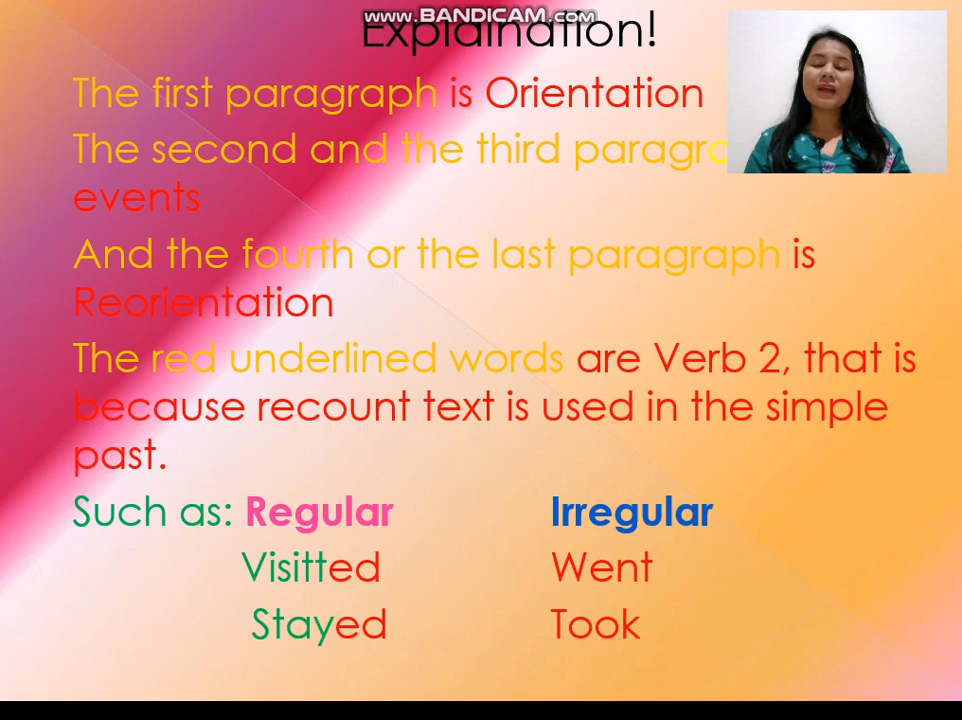 www.BANDICAM.com
Explaination!
The first paragraph is Orientation
The second and the third
events
And the fourth or the last paragraph is
Reorientation
The red underlined words are Verb 2, that is
because recount text is used in the simple
past.
Such as: Regular Irregular
Visitted Went
Stayed Took